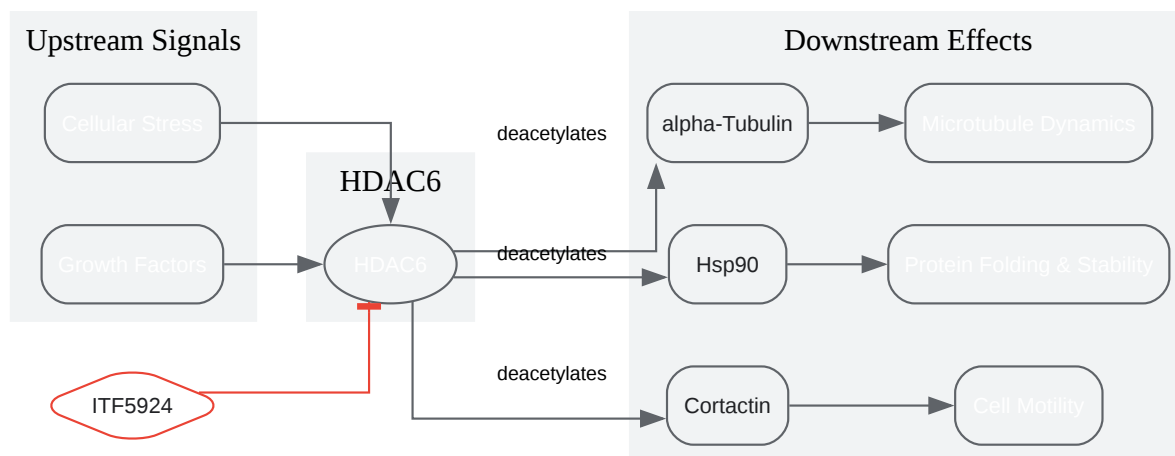 Upstream Signals
Downstream Effects
Cellular Stress
deacetylates
alpha-Tubulin
Microtubule Dynamics
HDAC6
Growth Factors
HDAC6
deacetylates
Hsp90
Protein Folding & Stability
deacetylates
ITF5924
Cortactin
Cell Motility